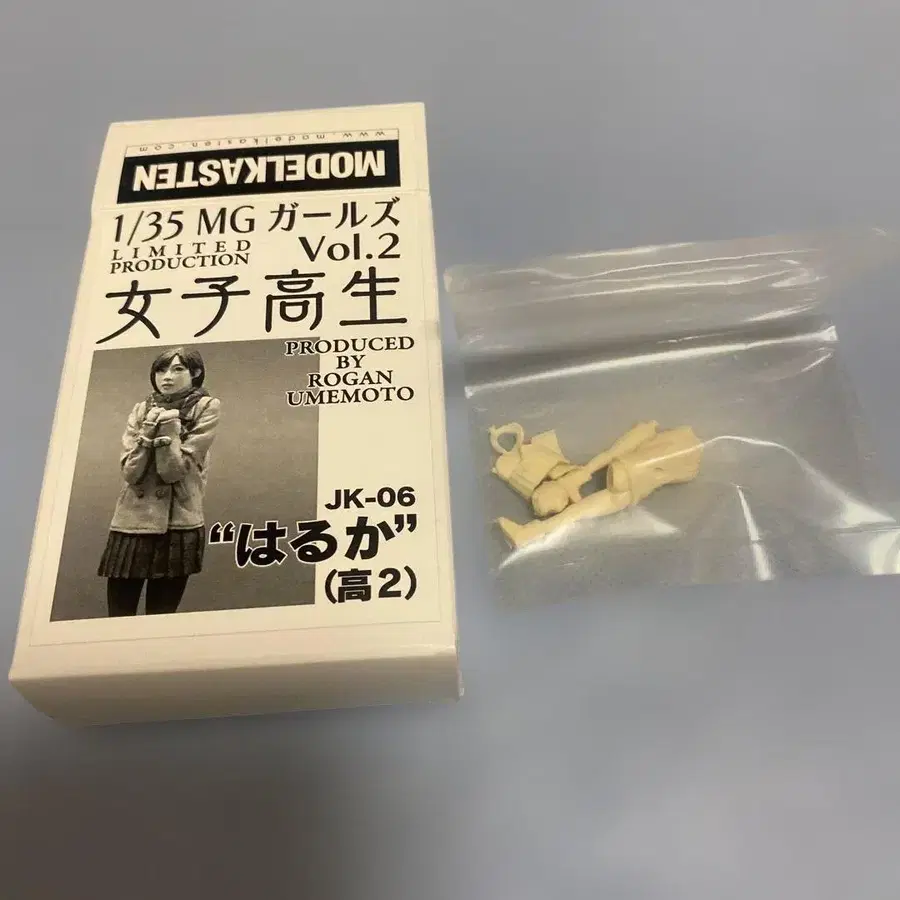 www.modelkasten.com
MODELKASTEN
1/35 MG ガールズ
LIMITED Vol.2
PRODUCTION
女子高生
PRODUCED
BY
ROGAN
UMEMOTO
JK-06
“はるか”
(高2)